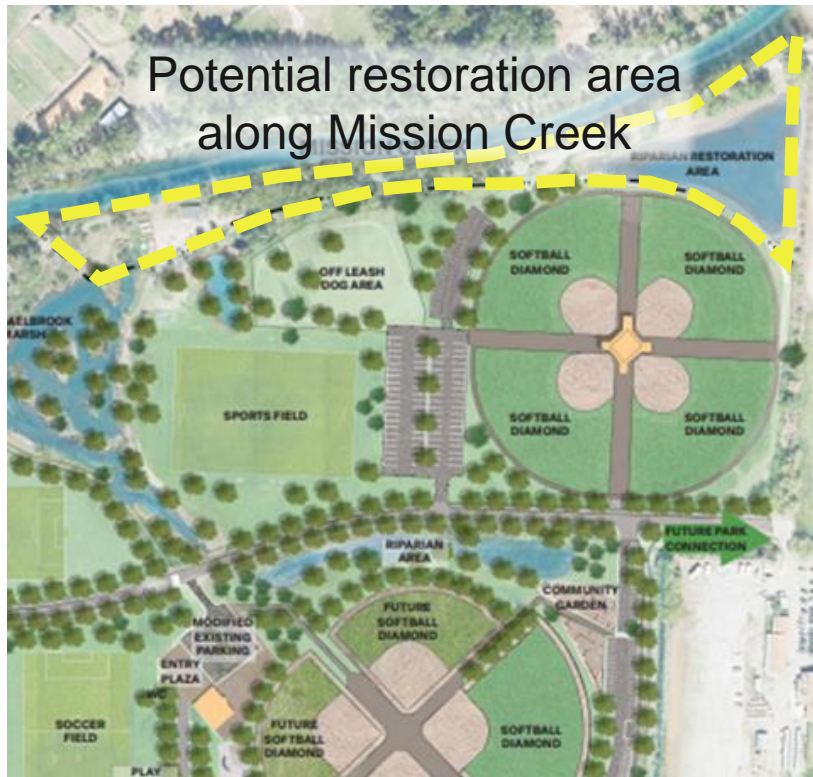 Potential restoration area
along Mission Creek
RIPARIAN RESTORATION
AREA
SOFTBALL
DIAMOND
SOFTBALL
DIAMOND
OFF LEASH
DOG AREA
AELBROOK
MARSH
SPORTS FIELD
SOFTBALL
DIAMOND
SOFTBALL
DIAMOND
FUTURE PARK
CONNECTION
RIPARIAN
AREA
COMMUNITY
GARDEN
FUTURE
SOFTBALL
DIAMOND
MODIFIED
EXISTING
PARKING
ENTRY
PLAZA
WC
SOCCER
FIELD
FUTURE
SOFTBALL
DIAMOND
SOFTBALL
DIAMOND
PLAY